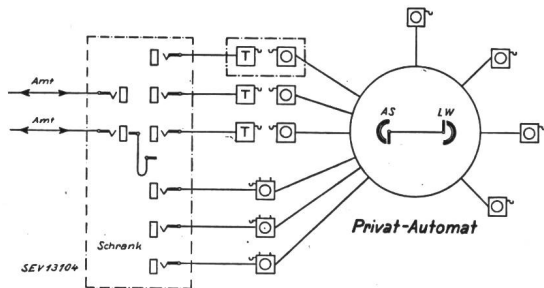 Amt
Amt
T
T
T
AS LW
Privat-Automat
Schrank
SEV13104